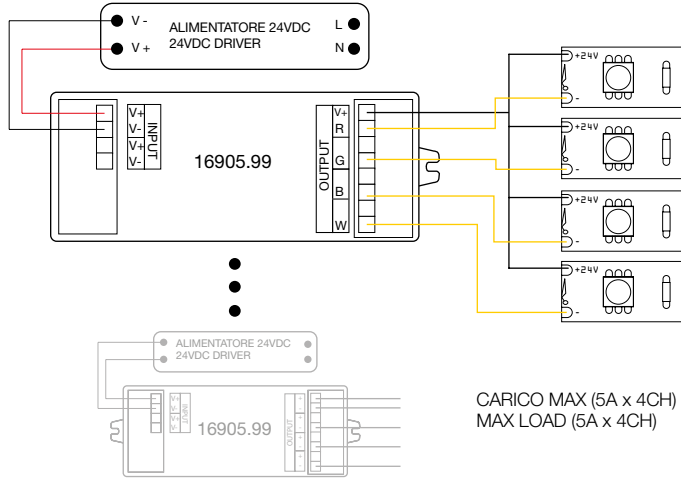 V -
V +
ALIMENTATORE 24VDC
24VDC DRIVER
L
N
V+
V-
V+
V-
INPUT
16905.99
OUTPUT
V+
R
G
B
W
+24V
-
+24V
-
+24V
-
+24V
-
ALIMENTATORE 24VDC
24VDC DRIVER
V+
V-
INPUT
16905.99
OUTPUT
CARICO MAX (5A x 4CH)
MAX LOAD (5A x 4CH)